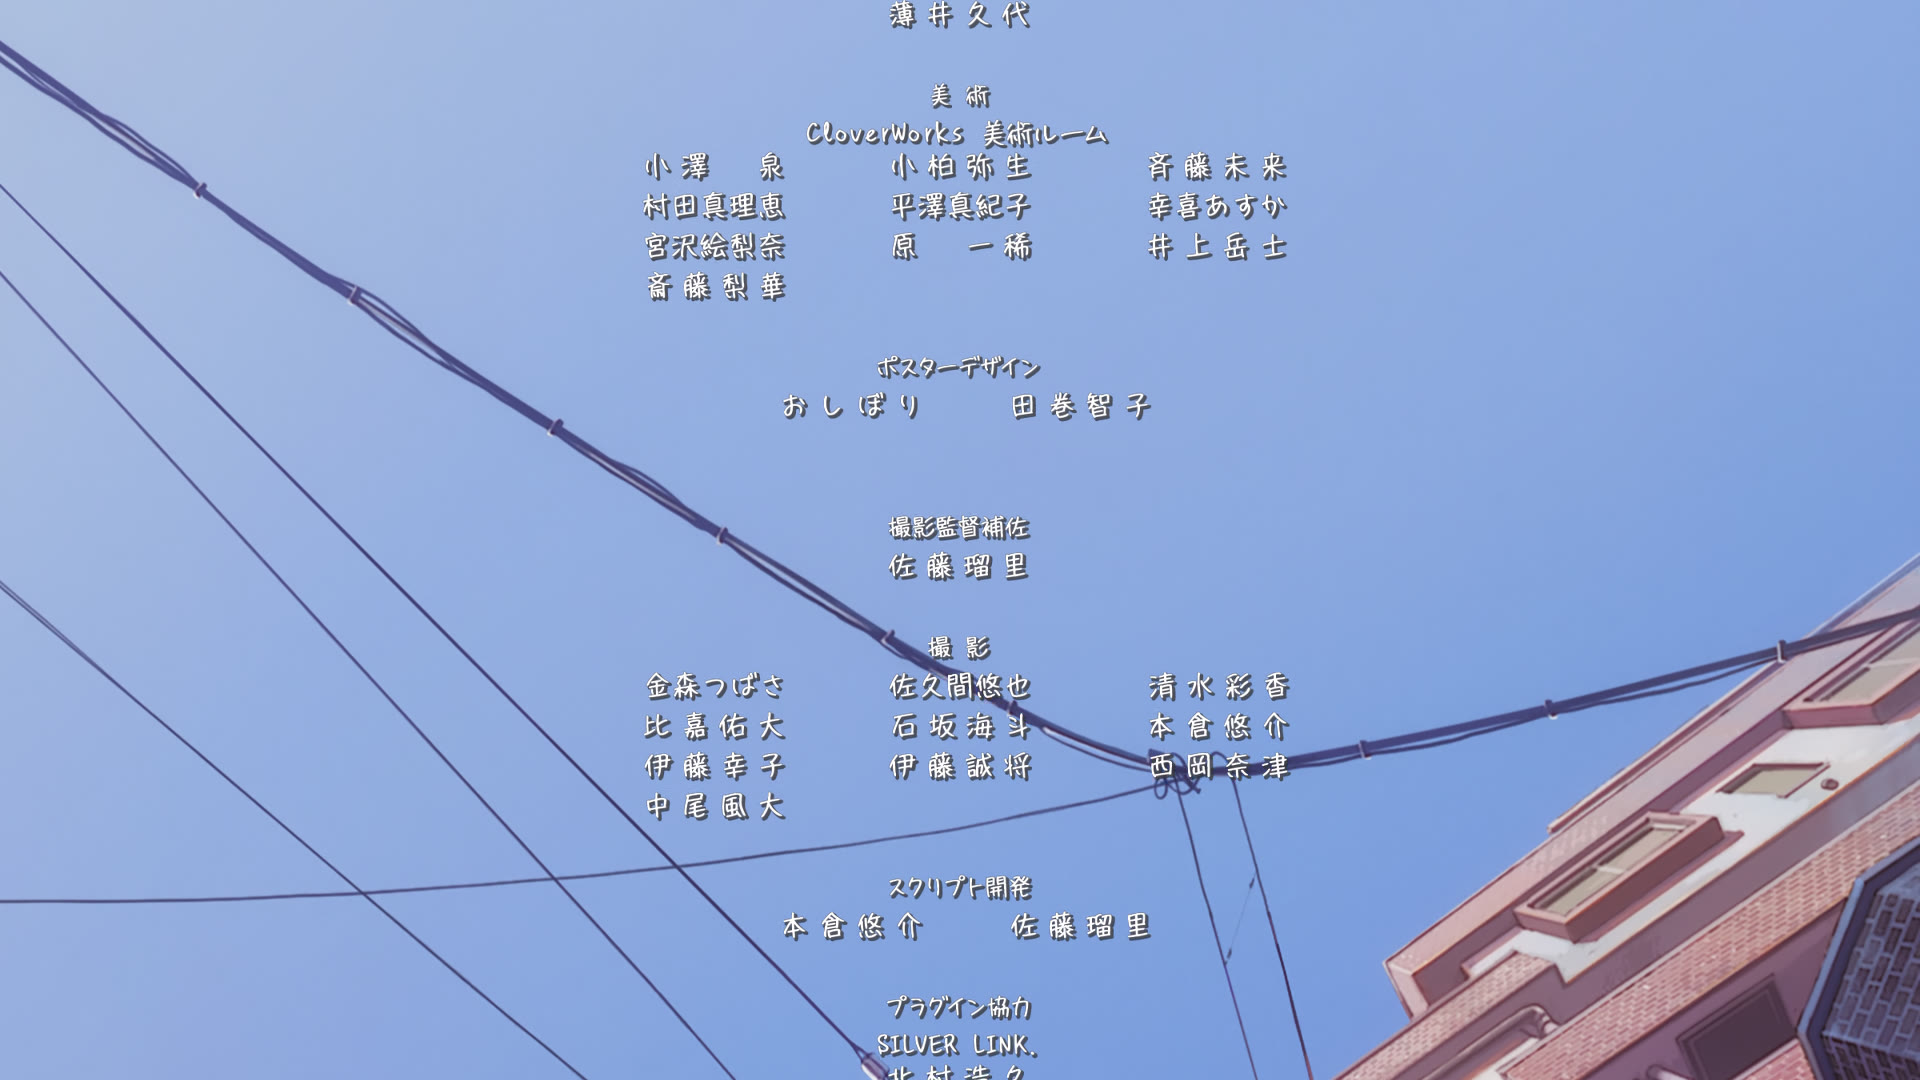 薄井久代
美術
CloverWorks 美術ルーム
小澤 泉 小柏弥生 斉藤未来
村田真理恵 平澤真紀子 幸喜あすか
宮沢絵梨奈 原 一稀 井上岳士
斎藤梨華
ポスターデザイン
おしぼり 田巻智子
撮影監督補佐
佐藤瑠里
撮影
金森つばさ 佐久間悠也 清水彩香
比嘉佑大 石坂海斗 本倉悠介
伊藤幸子 伊藤誠将 西岡奈津
中尾風大
スクリプト開発
本倉悠介 佐藤瑠里
プラグイン協力
SILVER LINK.
北村浩久